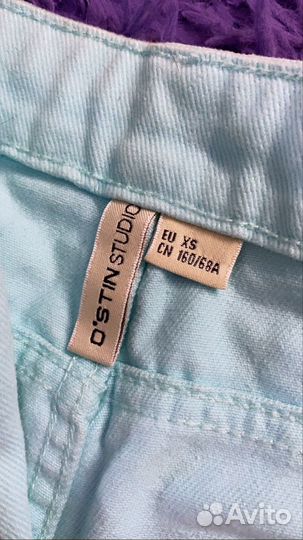 O'STIN STUDIO
EU XS
CN 160/68A
Avito